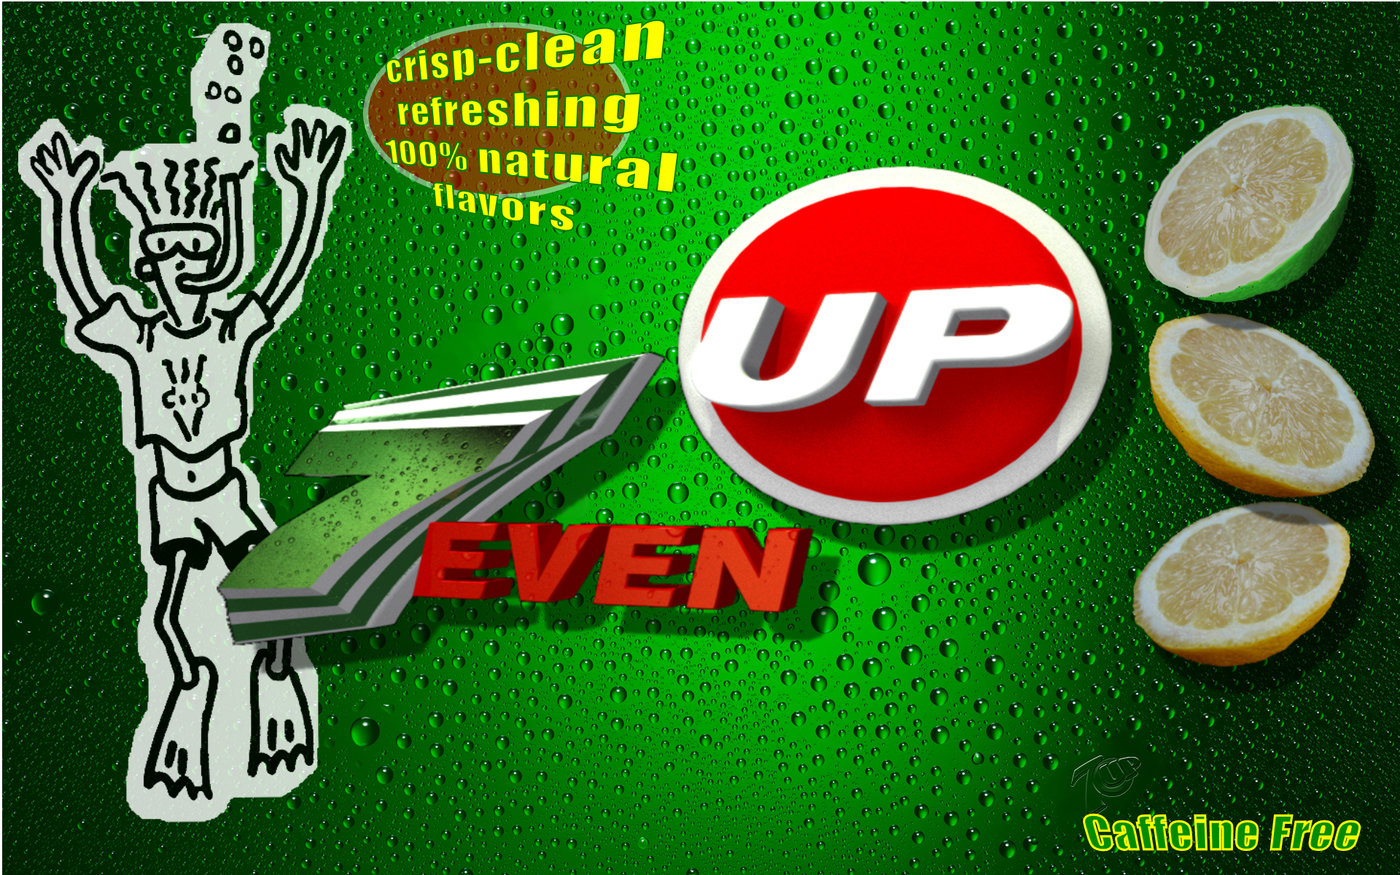 crisp-clean
refreshing
100% natural
flavors
UP
7
EVEN
Caffeine Free